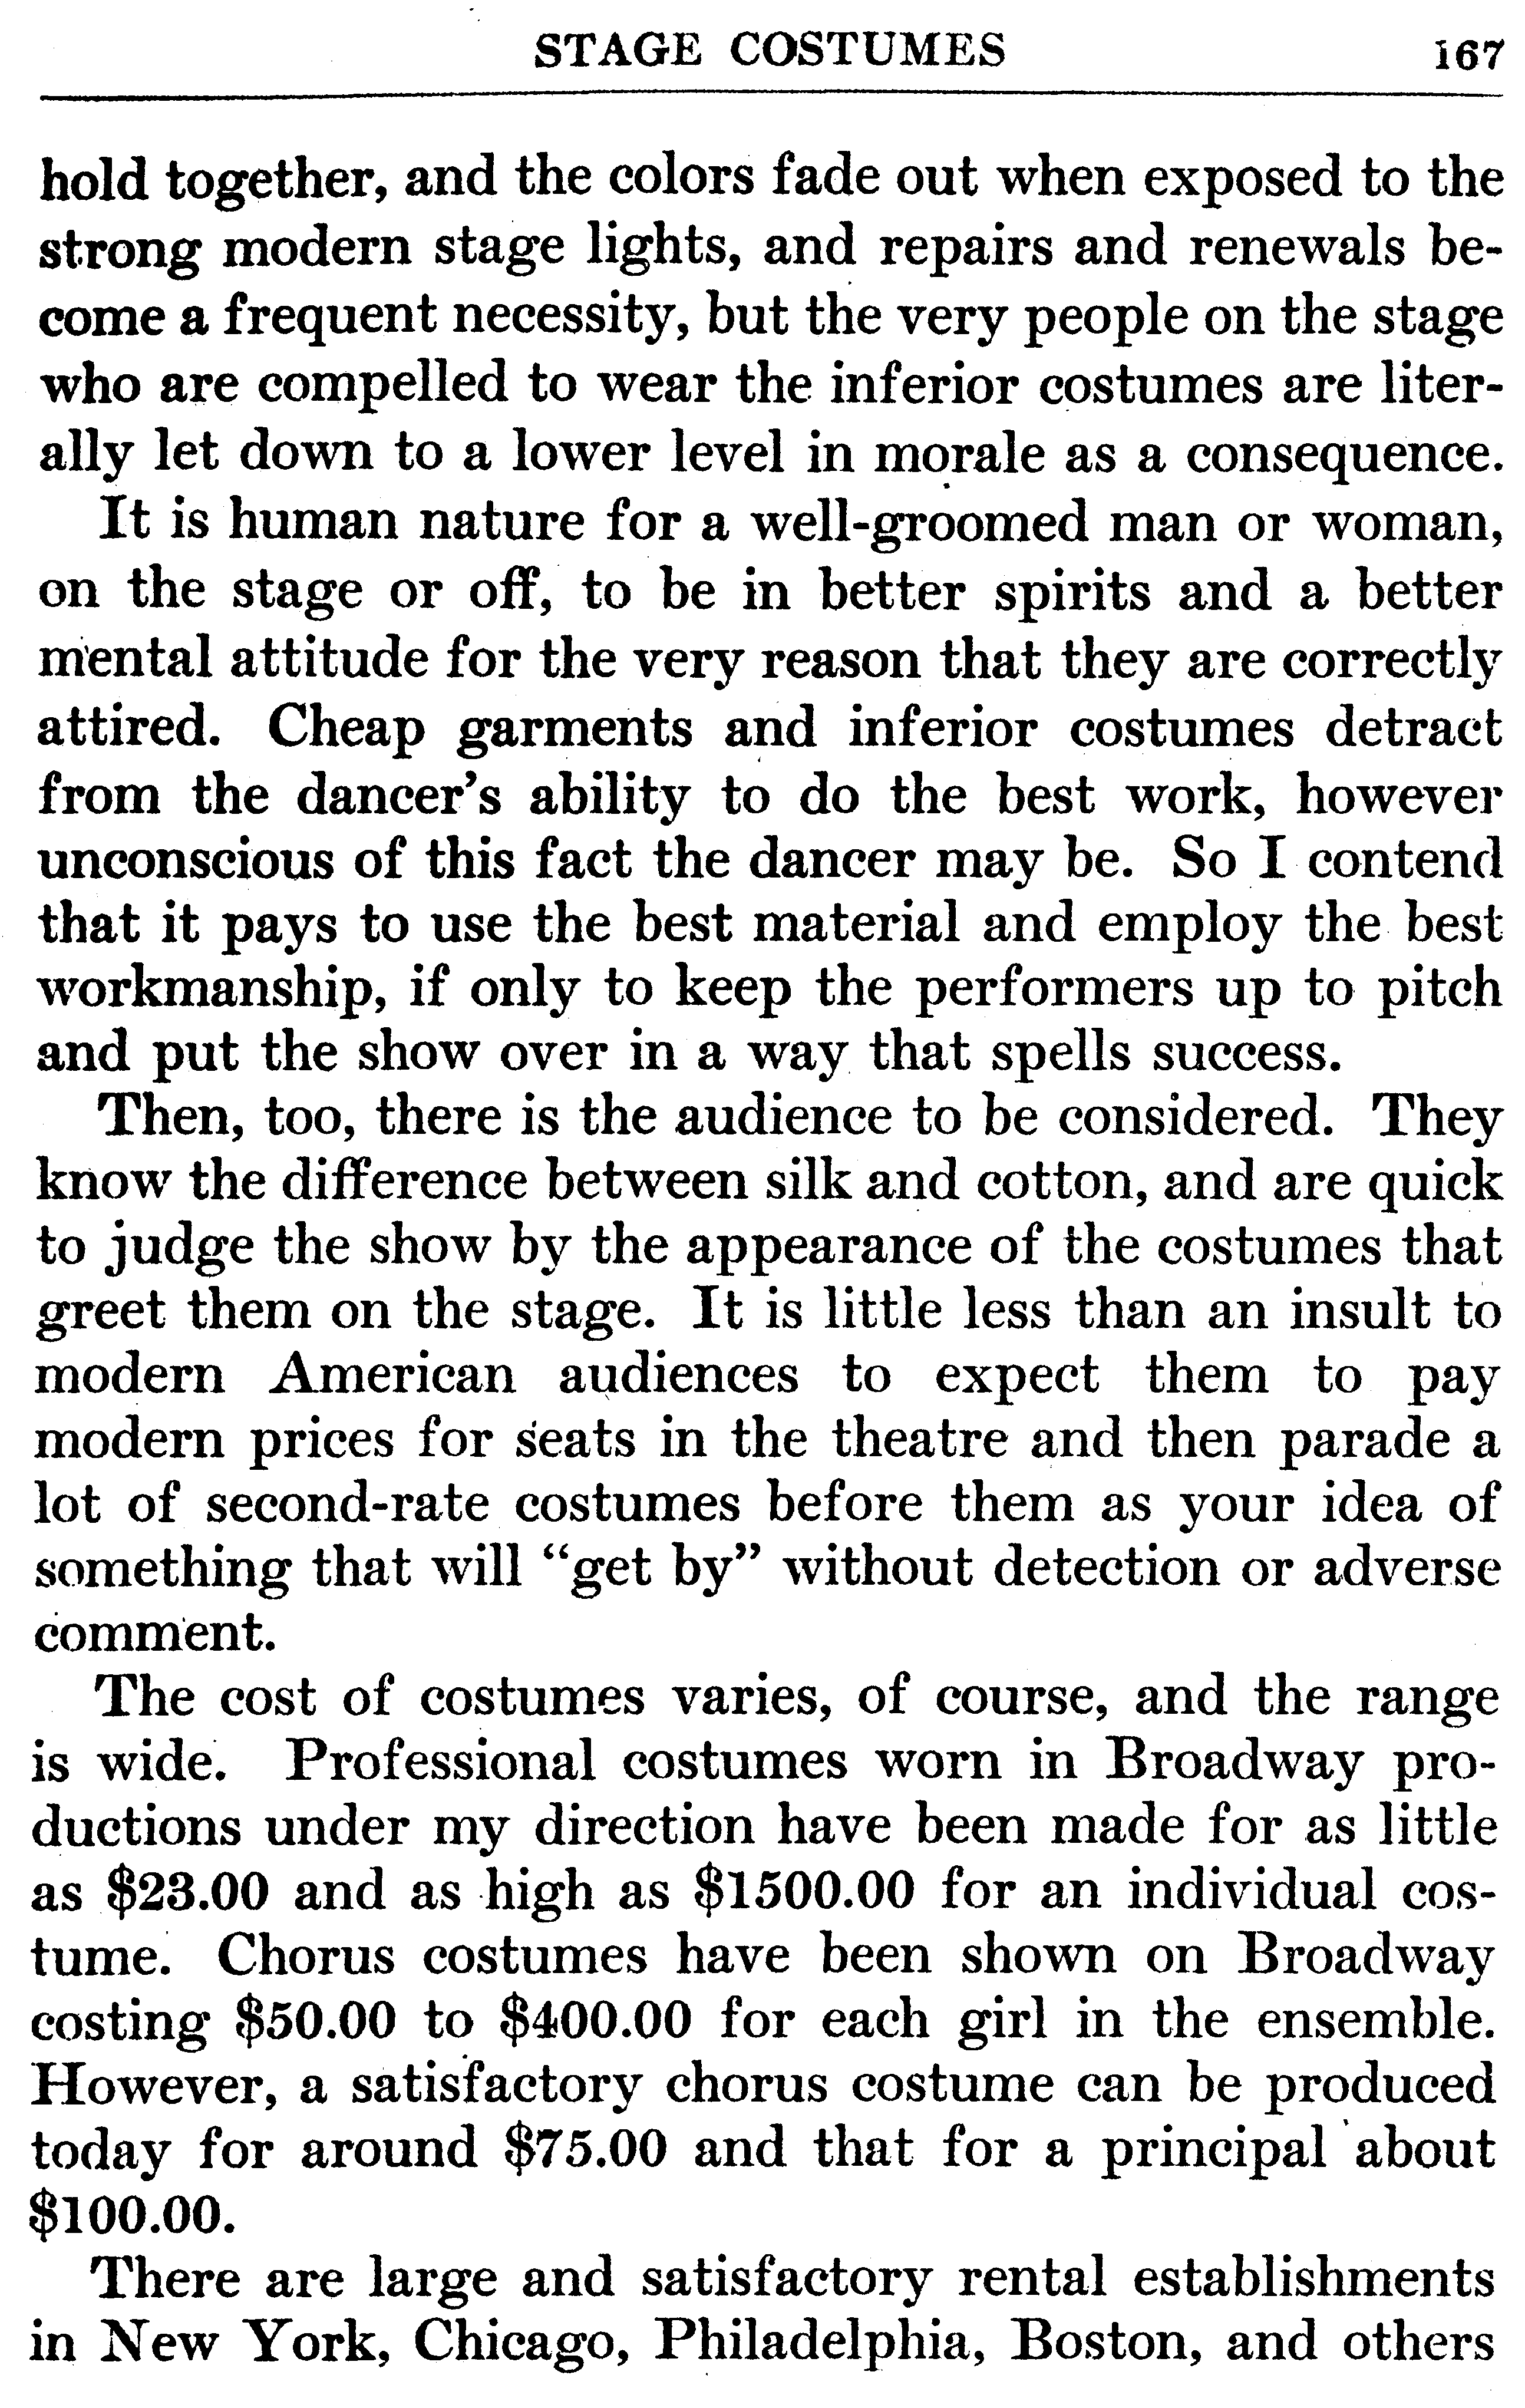 STAGE COSTUMES 167
hold together, and the colors fade out when exposed to the
strong modern stage lights, and repairs and renewals be-
come a frequent necessity, but the very people on the stage
who are compelled to wear the inferior costumes are liter-
ally let down to a lower level in morale as a consequence.
It is human nature for a well-groomed man or woman,
on the stage or off, to be in better spirits and a better
mental attitude for the very reason that they are correctly
attired. Cheap garments and inferior costumes detract
from the dancer's ability to do the best work, however
unconscious of this fact the dancer may be. So I contend
that it pays to use the best material and employ the best
workmanship, if only to keep the performers up to pitch
and put the show over in a way that spells success.
Then, too, there is the audience to be considered. They
know the difference between silk and cotton, and are quick
to judge the show by the appearance of the costumes that
greet them on the stage. It is little less than an insult to
modern American audiences to expect them to pay
modern prices for seats in the theatre and then parade a
lot of second-rate costumes before them as your idea of
something that will “get by” without detection or adverse
comment.
The cost of costumes varies, of course, and the range
is wide. Professional costumes worn in Broadway pro-
ductions under my direction have been made for as little
as $23.00 and as high as $1500.00 for an individual cos-
tume. Chorus costumes have been shown on Broadway
costing $50.00 to $400.00 for each girl in the ensemble.
However, a satisfactory chorus costume can be produced
today for around $75.00 and that for a principal about
$100.00.
There are large and satisfactory rental establishments
in New York, Chicago, Philadelphia, Boston, and others